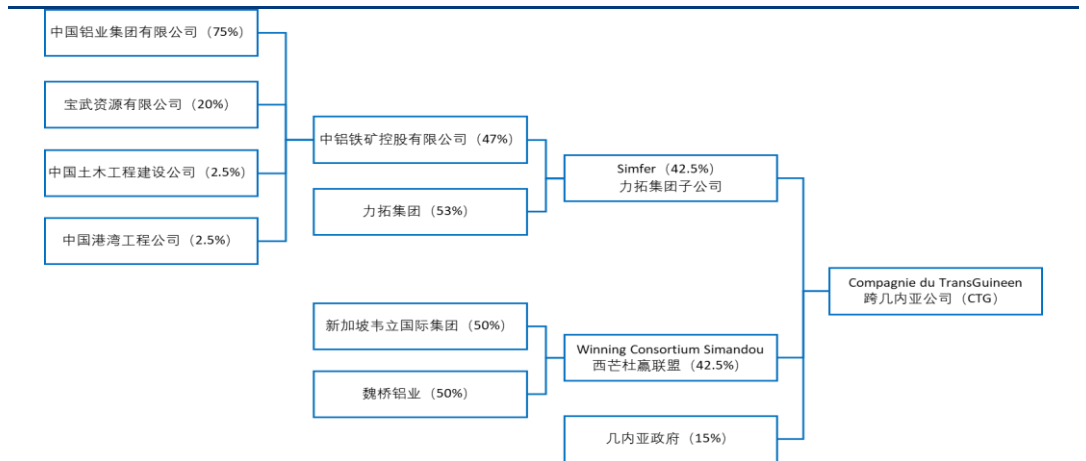 中国铝业集团有限公司（75%）
宝武资源有限公司（20%）
中国土木工程建设公司（2.5%）
中国港湾工程公司（2.5%）
中铝铁矿控股有限公司（47%）
力拓集团（53%）
新加坡韦立国际集团（50%）
魏桥铝业（50%）
Simfer（42.5%）
力拓集团子公司
Winning Consortium Simandou
西芒杜赢联盟（42.5%）
几内亚政府（15%）
Compagnie du TransGuineen
跨几内亚公司（CTG）